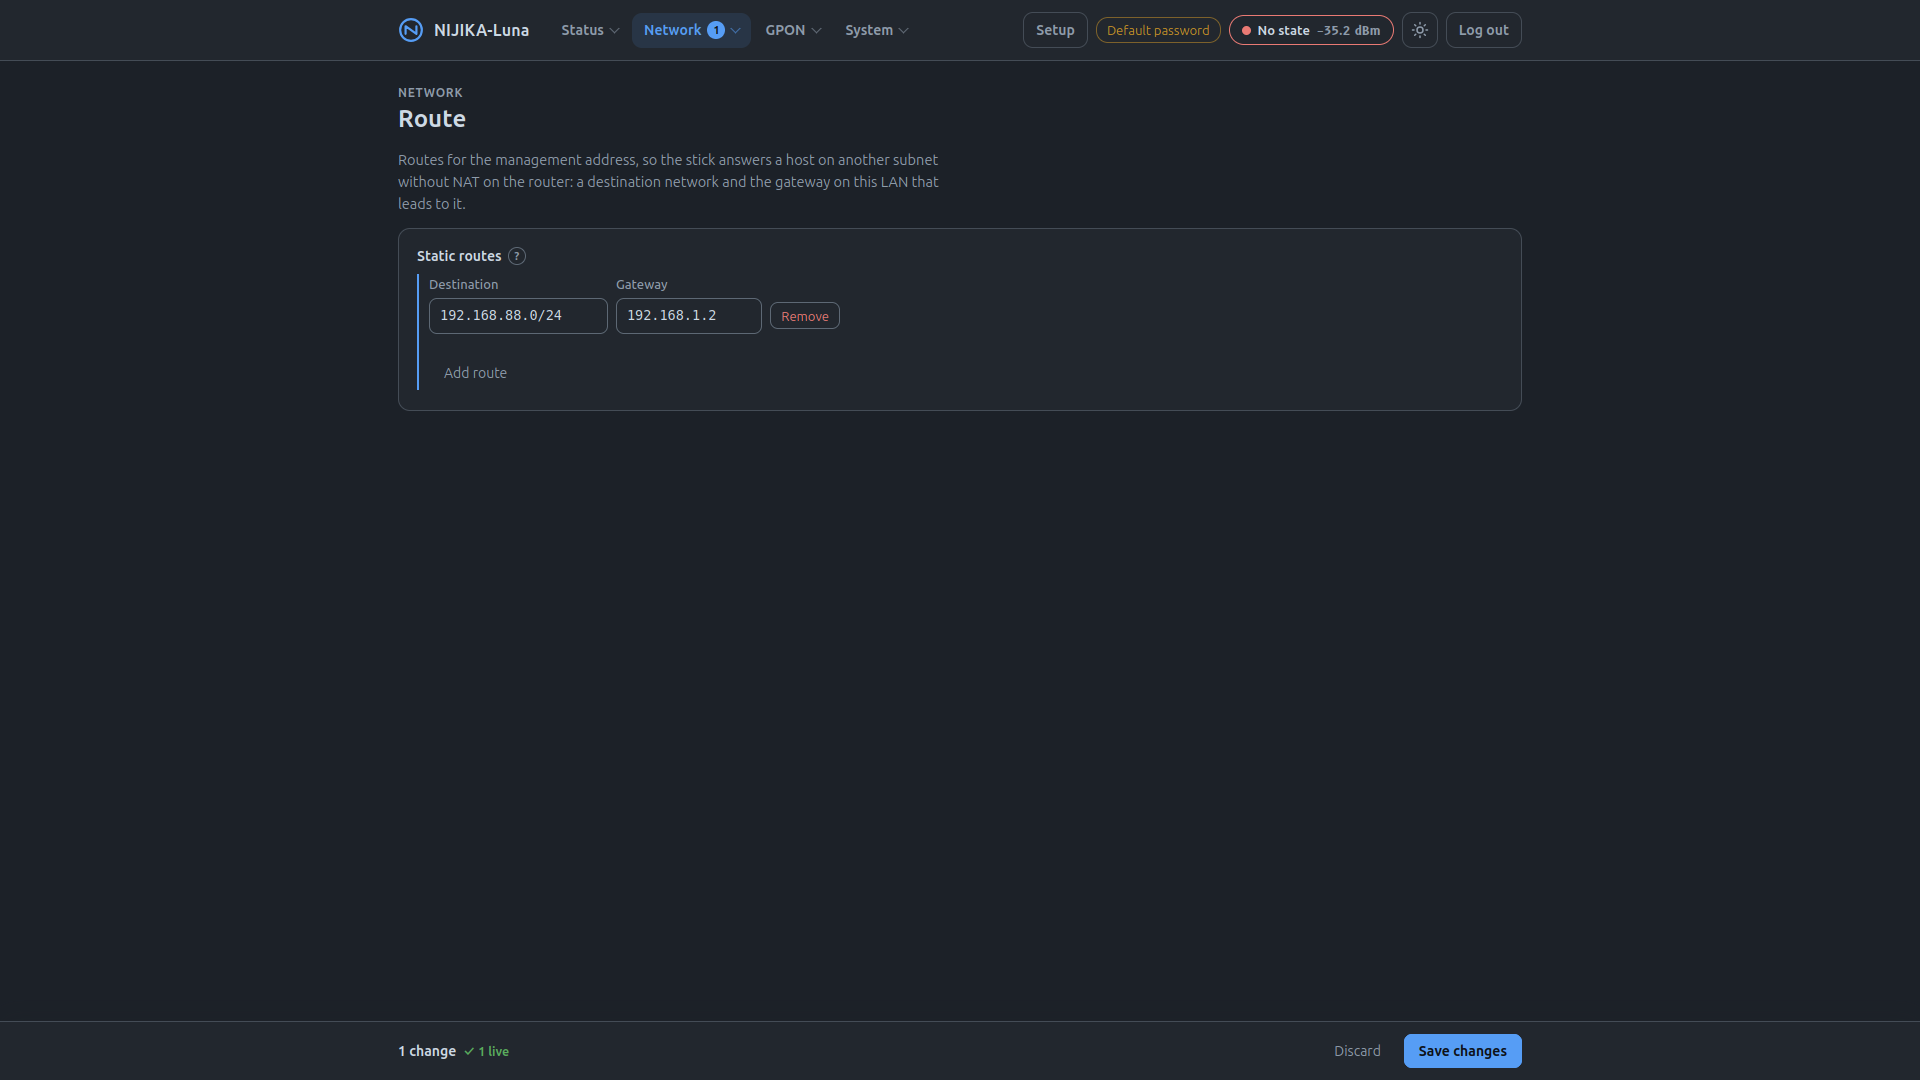 NIJIKA-Luna
Status
Network 1
GPON
System
Setup
Default password
No state -35.2 dBm
Log out
NETWORK
Route
Routes for the management address, so the stick answers a host on another subnet
without NAT on the router: a destination network and the gateway on this LAN that
leads to it.
Static routes ?
Destination Gateway
192.168.88.0/24 192.168.1.2 Remove
Add route
1 change ✓ 1 live
Discard
Save changes